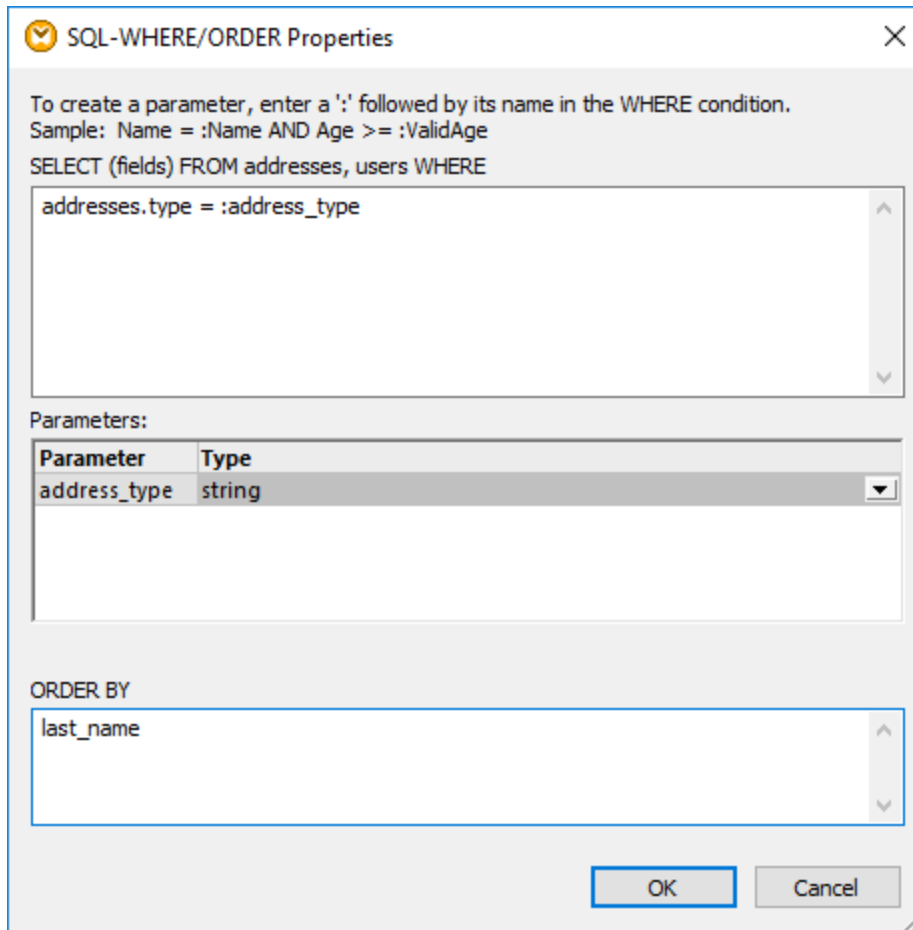 SQL-WHERE/ORDER Properties
To create a parameter, enter a ':' followed by its name in the WHERE condition.
Sample:  Name = :Name AND Age >= :ValidAge
SELECT (fields) FROM addresses, users WHERE
addresses.type = :address_type
Parameters:
Parameter Type
address_type string
ORDER BY
last_name
OK Cancel